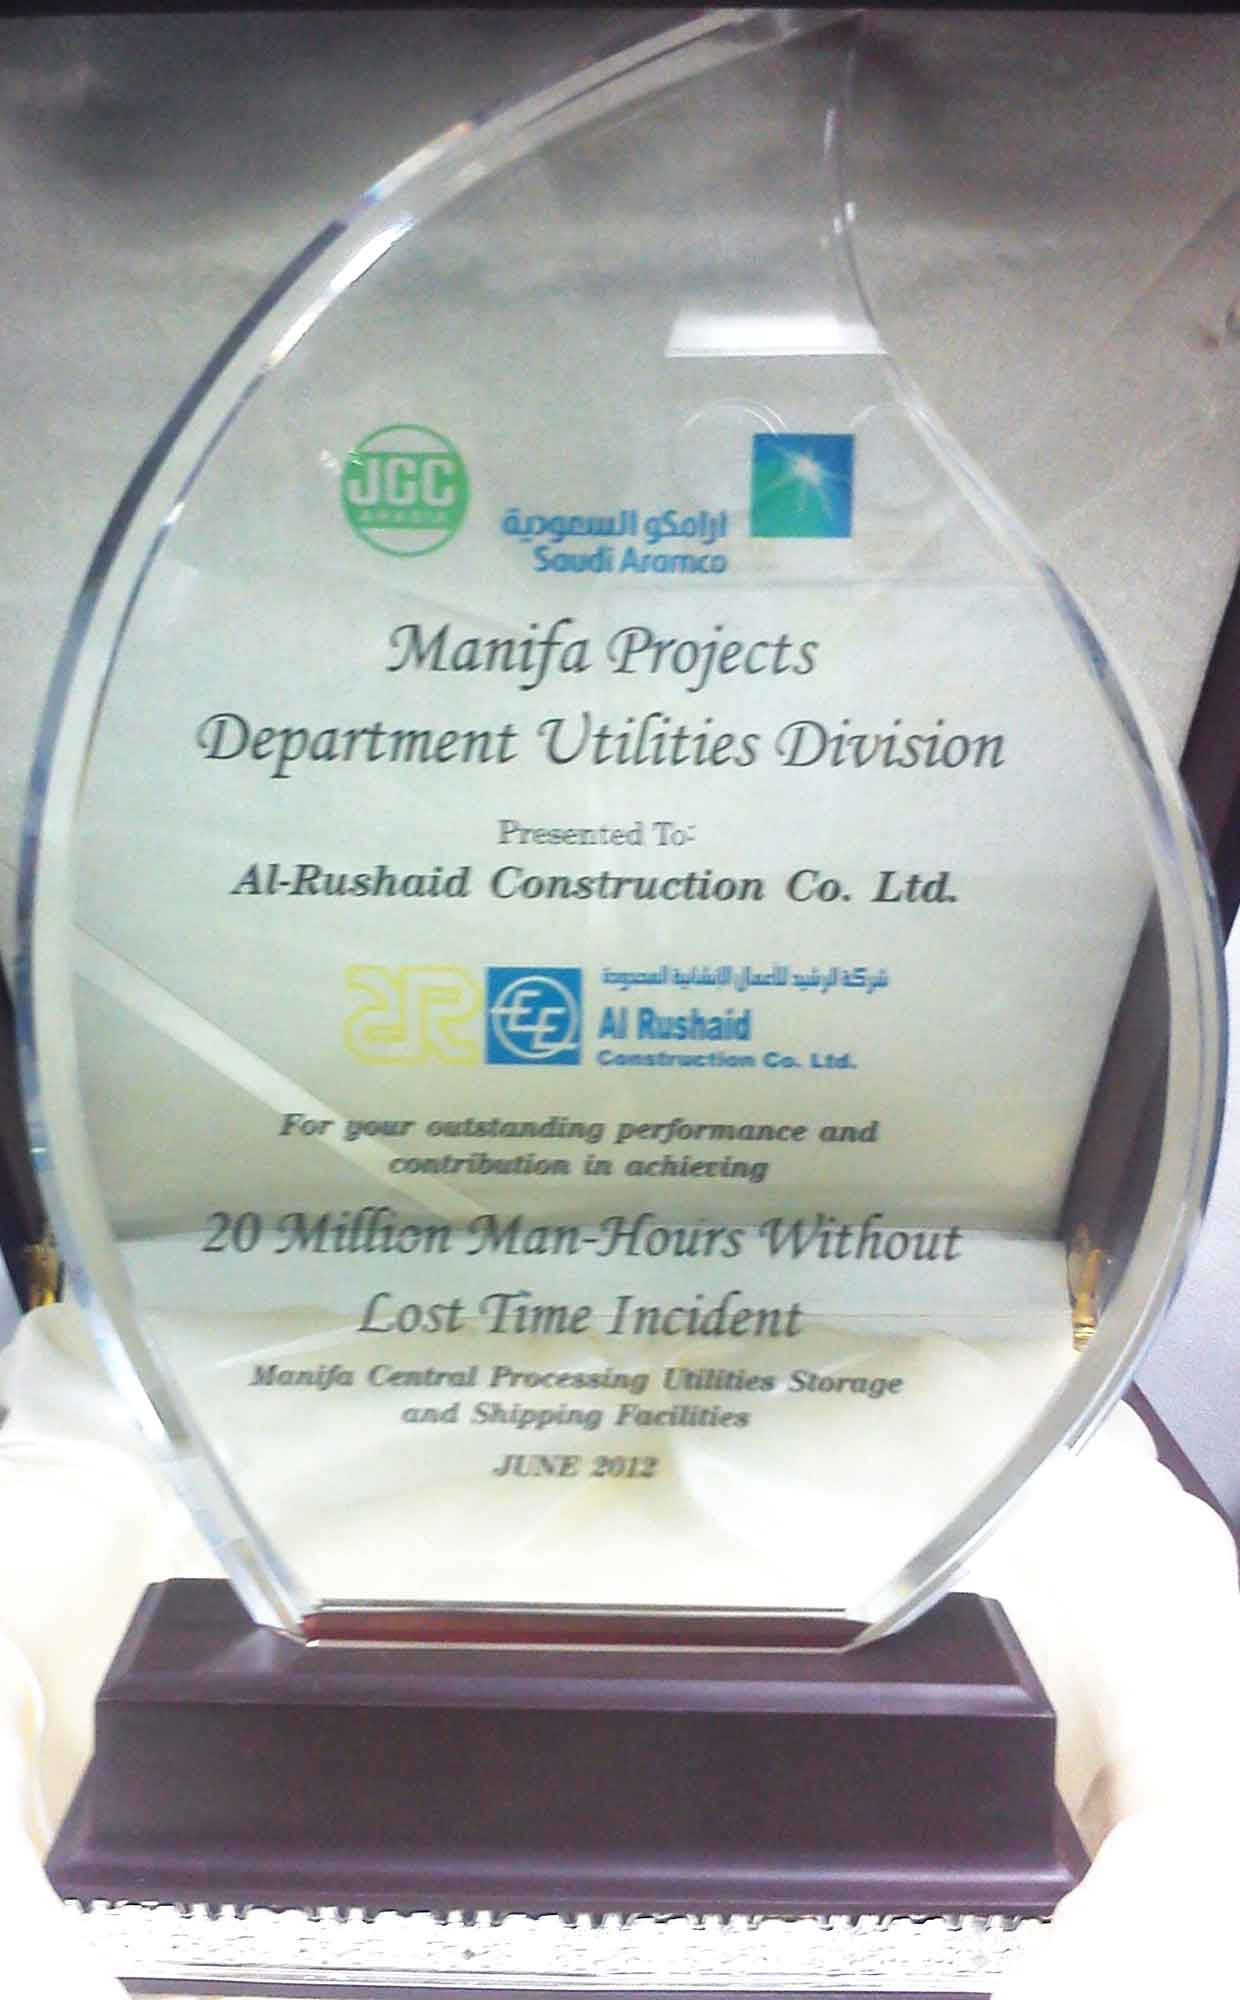 JGC
ARABIA
ارامكو السعودية
Saudi Aramco
Manifa Projects
Department Utilities Division
Presented To:
Al-Rushaid Construction Co. Ltd.
شركة الرشيد للأعمال الإنشائية المحدودة
Al Rushaid
Construction Co. Ltd.
For your outstanding performance and
contribution in achieving
20 Million Man-Hours Without
Lost Time Incident
Manifa Central Processing Utilities Storage
and Shipping Facilities
JUNE 2012